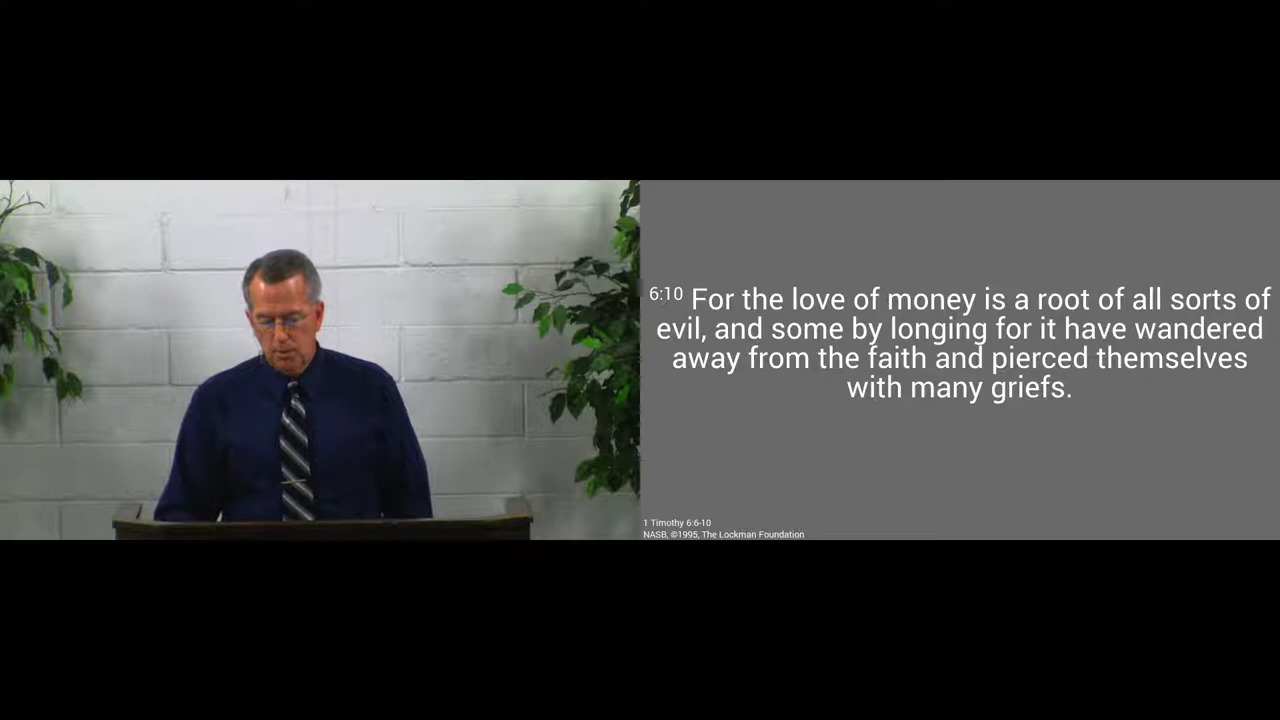 6:10 For the love of money is a root of all sorts of
evil, and some by longing for it have wandered
away from the faith and pierced themselves
with many griefs.
1 Timothy 6:6-10
NASB, ©1995, The Lockman Foundation